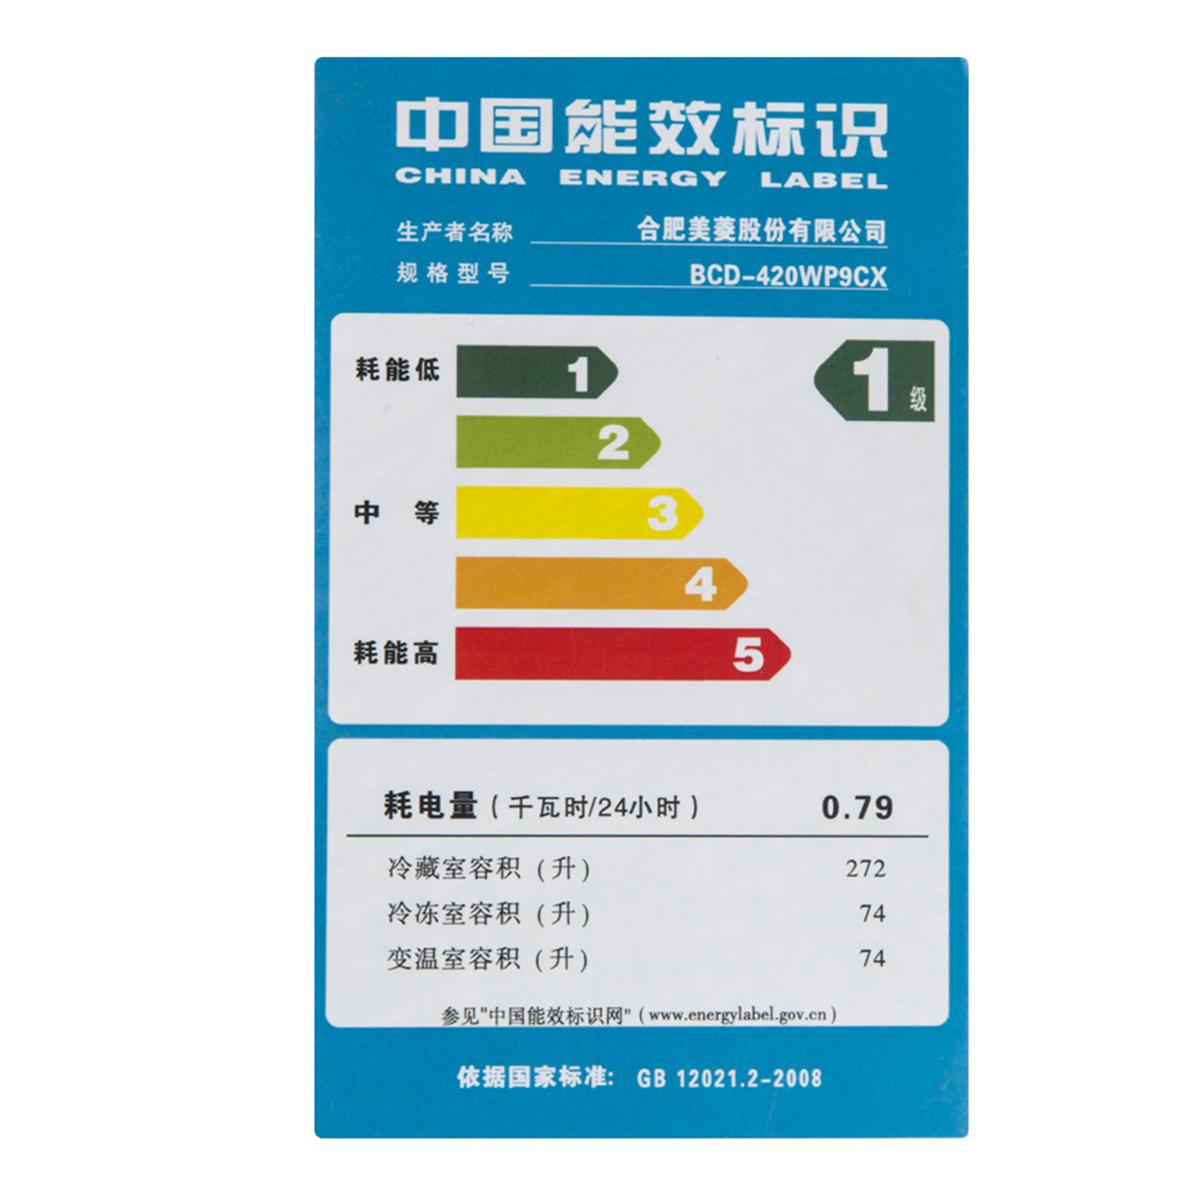 中国能效标识
CHINA ENERGY LABEL
生产者名称 合肥美菱股份有限公司
规格型号 BCD-420WP9CX
耗能低 1 1级
2
中 等 3
4
耗能高 5
耗电量（千瓦时/24小时） 0.79
冷藏室容积（升） 272
冷冻室容积（升） 74
变温室容积（升） 74
参见"中国能效标识网"（www.energylabel.gov.cn）
依据国家标准: GB 12021.2-2008